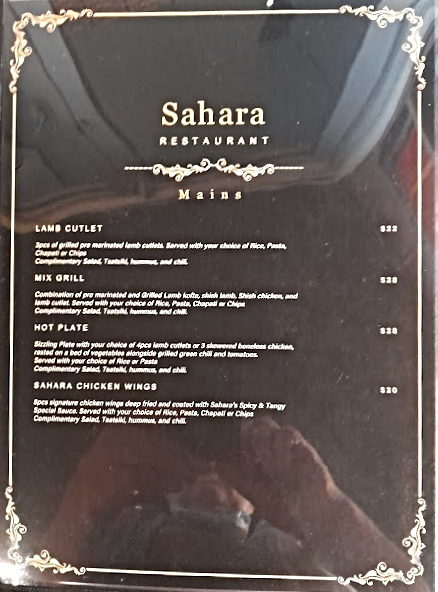 Sahara
RESTAURANT
Mains
LAMB CUTLET $22
3pcs of grilled pre marinated lamb cutlets. Served with your choice of Rice, Pasta,
Chapati or Chips
Complimentary Salad, Tzatziki, hummus, and chili.
MIX GRILL $28
Combination of pre marinated and Grilled Lamb kofta, shish lamb, Shish chicken, and
lamb cutlet. Served with your choice of Rice, Pasta, Chapati or Chips
Complimentary Salad, Tzatziki, hummus, and chili.
HOT PLATE $28
Sizzling Plate with your choice of 4pcs lamb cutlets or 3 skewered boneless chicken,
rested on a bed of vegetables alongside grilled green chili and tomatoes.
Served with your choice of Rice or Pasta
Complimentary Salad, Tzatziki, hummus, and chili.
SAHARA CHICKEN WINGS $20
8pcs signature chicken wings deep fried and coated with Sahara's Spicy & Tangy
Special Sauce. Served with your choice of Rice, Pasta, Chapati or Chips
Complimentary Salad, Tzatziki, hummus, and chili.